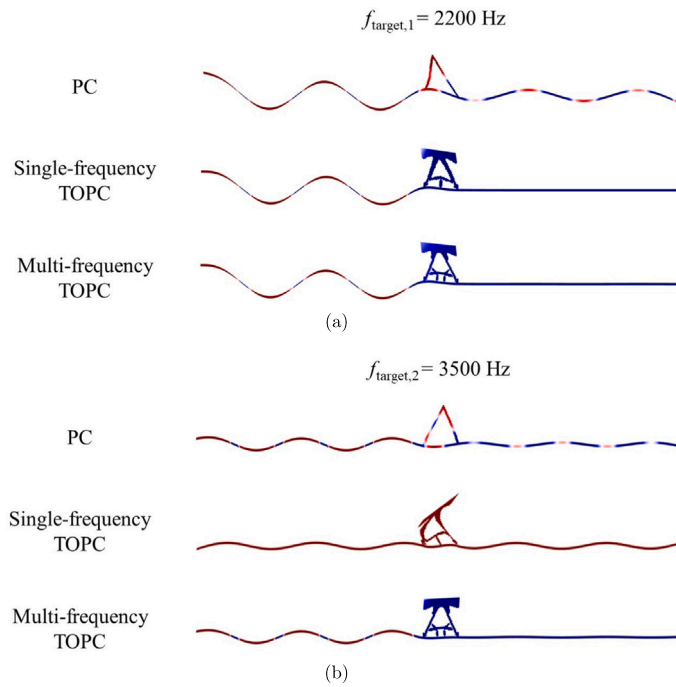 f_target,1 = 2200 Hz
PC
Single-frequency
TOPC
Multi-frequency
TOPC
(a)
f_target,2 = 3500 Hz
PC
Single-frequency
TOPC
Multi-frequency
TOPC
(b)